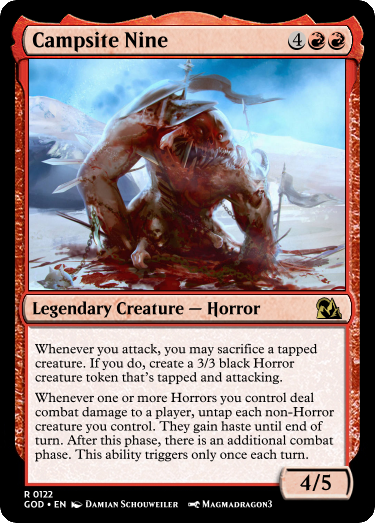 Campsite Nine 4
Legendary Creature — Horror
Whenever you attack, you may sacrifice a tapped
creature. If you do, create a 3/3 black Horror
creature token that's tapped and attacking.
Whenever one or more Horrors you control deal
combat damage to a player, untap each non-Horror
creature you control. They gain haste until end of
turn. After this phase, there is an additional combat
phase. This ability triggers only once each turn.
4/5
R 0122
GOD • EN Damian Schouweiler Magmadragon3